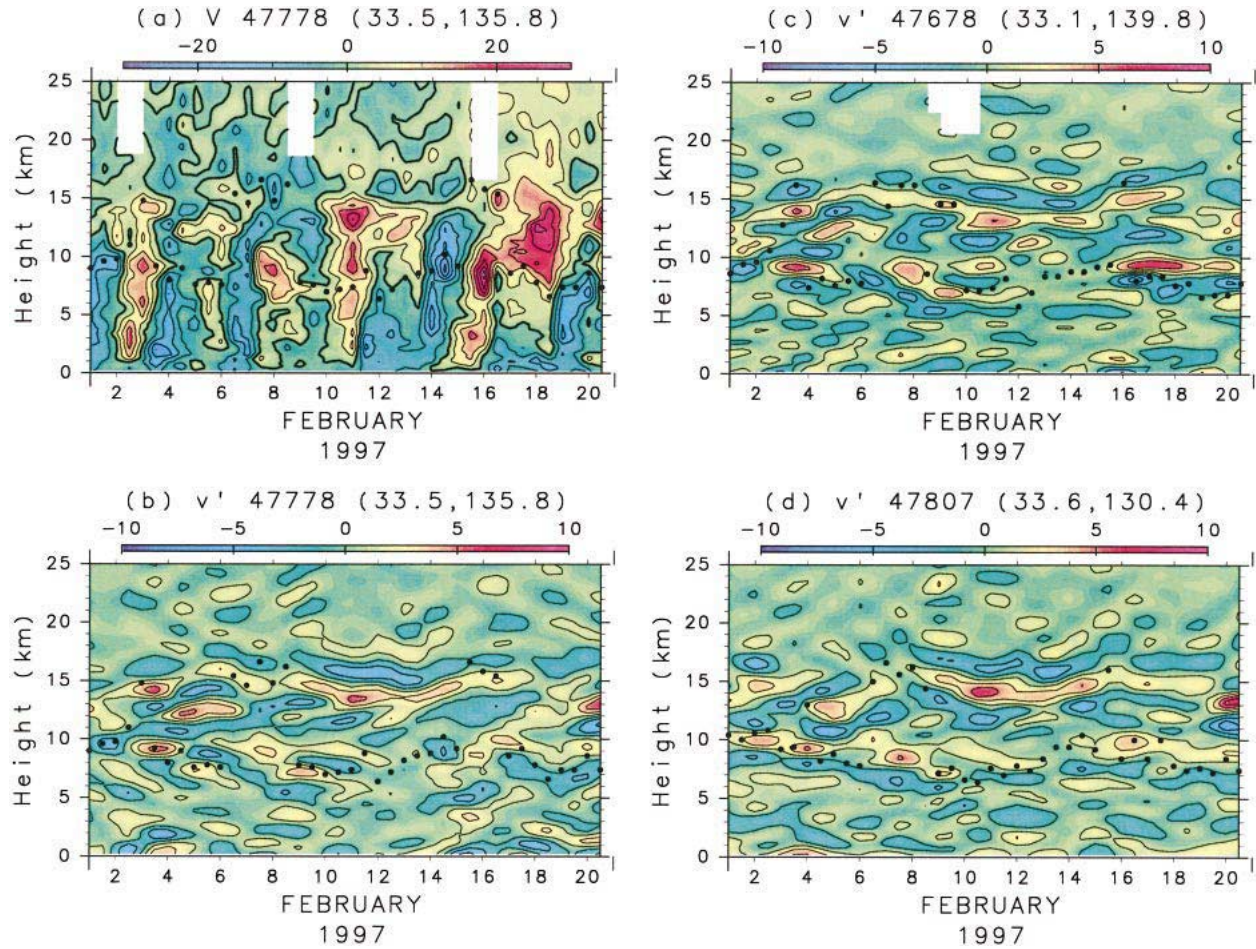 (a) V 47778 (33.5,135.8)
-20 0 20
25
20
15
10
5
0
Height (km)
2 4 6 8 10 12 14 16 18 20
FEBRUARY
1997
(c) v' 47678 (33.1,139.8)
-10 -5 0 5 10
25
20
15
10
5
0
Height (km)
2 4 6 8 10 12 14 16 18 20
FEBRUARY
1997
(b) v' 47778 (33.5,135.8)
-10 -5 0 5 10
25
20
15
10
5
0
Height (km)
2 4 6 8 10 12 14 16 18 20
FEBRUARY
1997
(d) v' 47807 (33.6,130.4)
-10 -5 0 5 10
25
20
15
10
5
0
Height (km)
2 4 6 8 10 12 14 16 18 20
FEBRUARY
1997